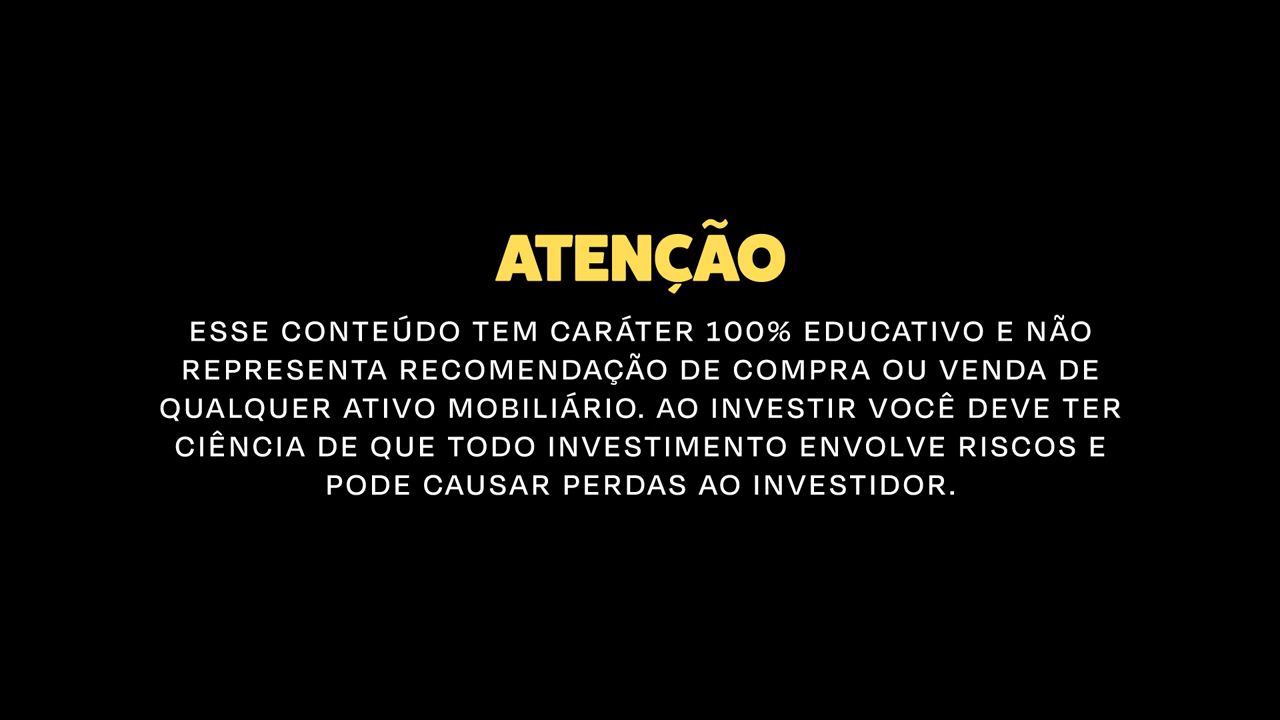 ATENÇÃO
ESSE CONTEÚDO TEM CARÁTER 100% EDUCATIVO E NÃO
REPRESENTA RECOMENDAÇÃO DE COMPRA OU VENDA DE
QUALQUER ATIVO MOBILIÁRIO. AO INVESTIR VOCÊ DEVE TER
CIÊNCIA DE QUE TODO INVESTIMENTO ENVOLVE RISCOS E
PODE CAUSAR PERDAS AO INVESTIDOR.